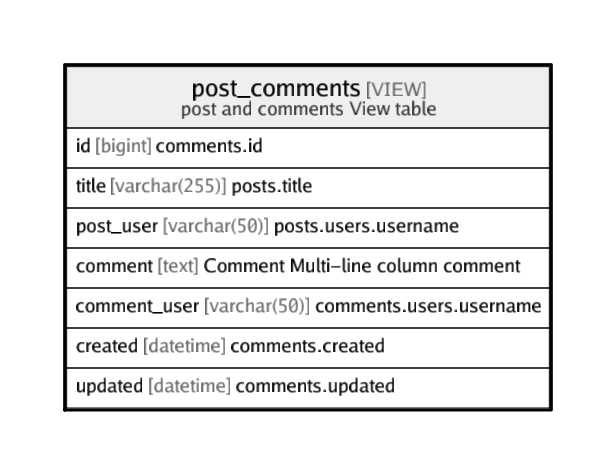 post_comments [VIEW]
post and comments View table
id [bigint] comments.id
title [varchar(255)] posts.title
post_user [varchar(50)] posts.users.username
comment [text] Comment Multi-line column comment
comment_user [varchar(50)] comments.users.username
created [datetime] comments.created
updated [datetime] comments.updated